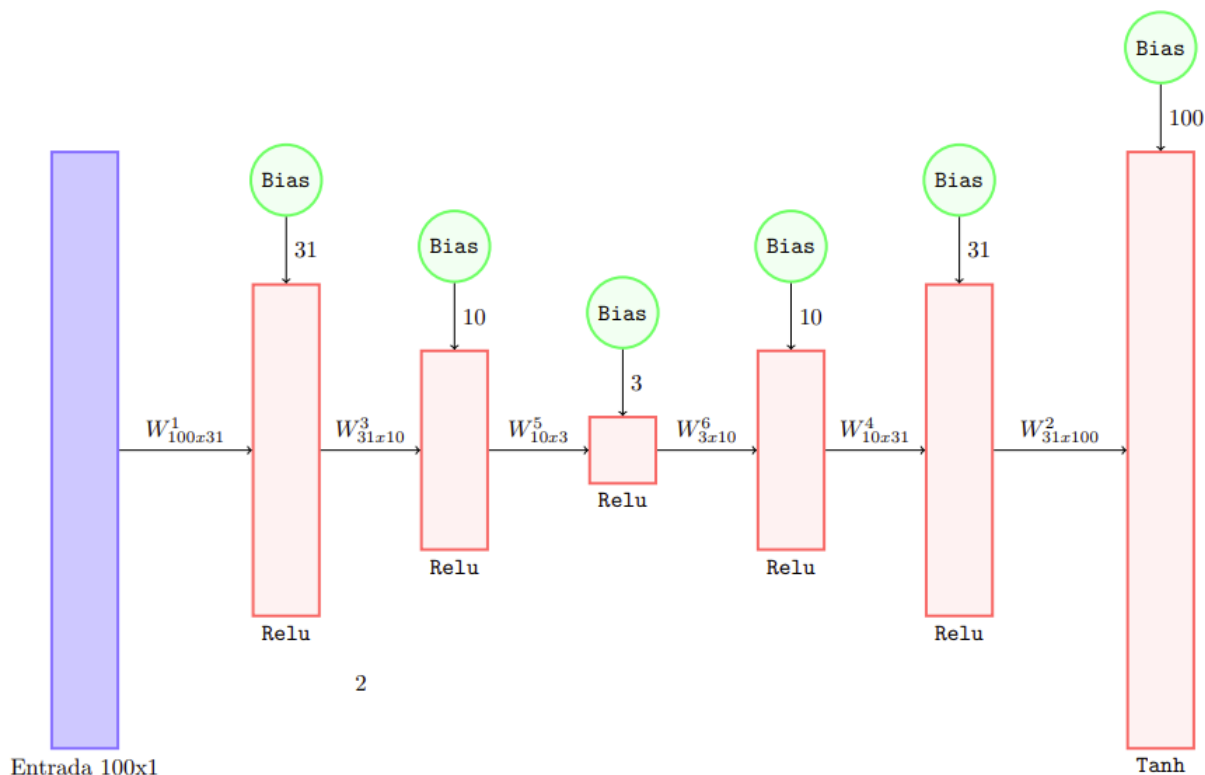 Bias
100
Bias
Bias
31
31
Bias
Bias
10
10
Bias
3
W^1_{100x31}
W^3_{31x10}
W^5_{10x3}
W^6_{3x10}
W^4_{10x31}
W^2_{31x100}
Relu
Relu
Relu
Relu
Relu
2
Entrada 100x1
Tanh